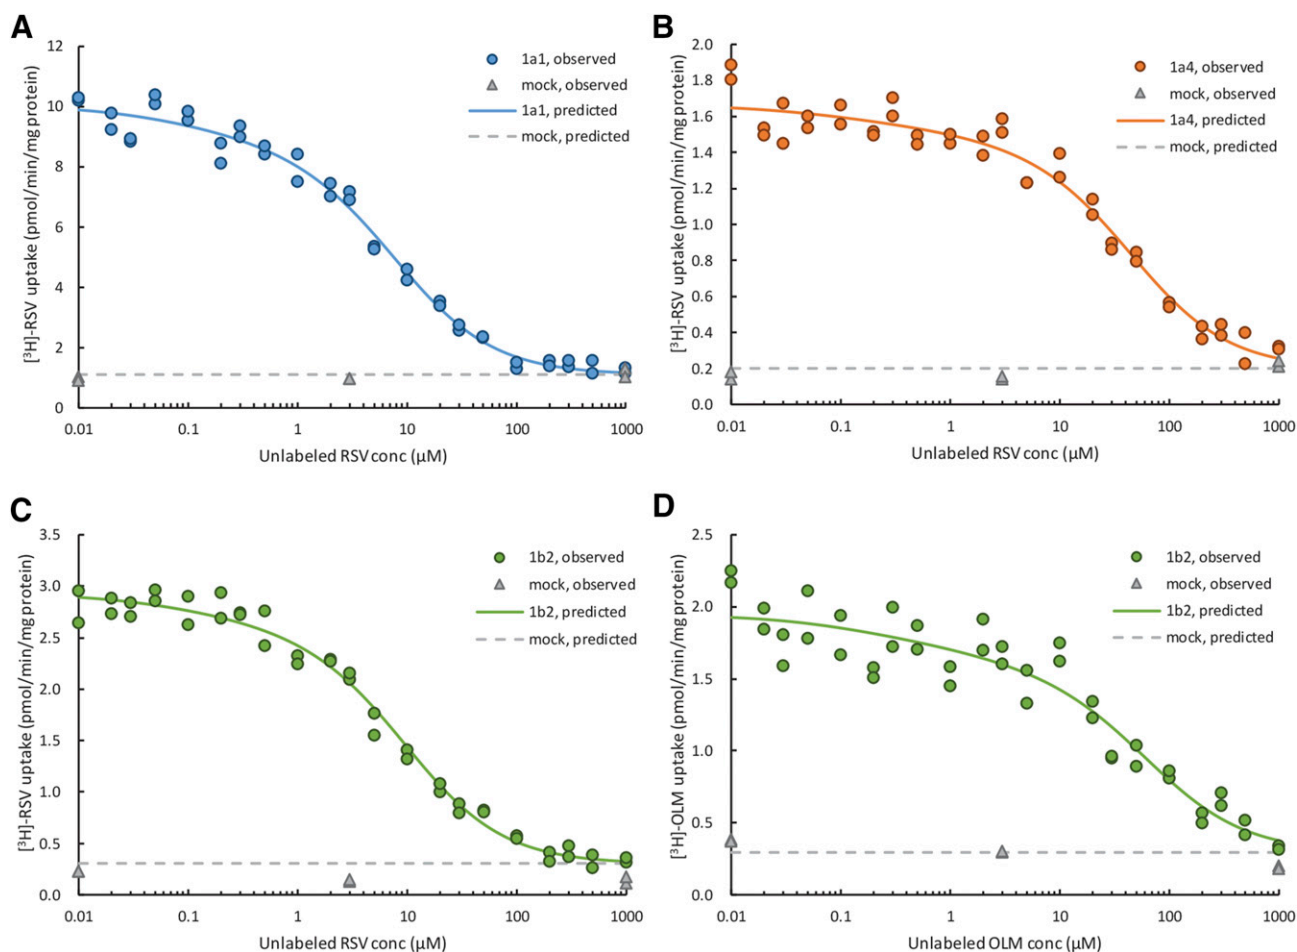 A
[³H]-RSV uptake (pmol/min/mg protein)
12
10
8
6
4
2
0
0.01 0.1 1 10 100 1000
Unlabeled RSV conc (µM)
1a1, observed
mock, observed
1a1, predicted
mock, predicted
B
[³H]-RSV uptake (pmol/min/mg protein)
2.0
1.8
1.6
1.4
1.2
1.0
0.8
0.6
0.4
0.2
0.0
0.01 0.1 1 10 100 1000
Unlabeled RSV conc (µM)
1a4, observed
mock, observed
1a4, predicted
mock, predicted
C
[³H]-RSV uptake (pmol/min/mg protein)
3.5
3.0
2.5
2.0
1.5
1.0
0.5
0.0
0.01 0.1 1 10 100 1000
Unlabeled RSV conc (µM)
1b2, observed
mock, observed
1b2, predicted
mock, predicted
D
[³H]-OLM uptake (pmol/min/mg protein)
2.5
2.0
1.5
1.0
0.5
0.0
0.01 0.1 1 10 100 1000
Unlabeled OLM conc (µM)
1b2, observed
mock, observed
1b2, predicted
mock, predicted